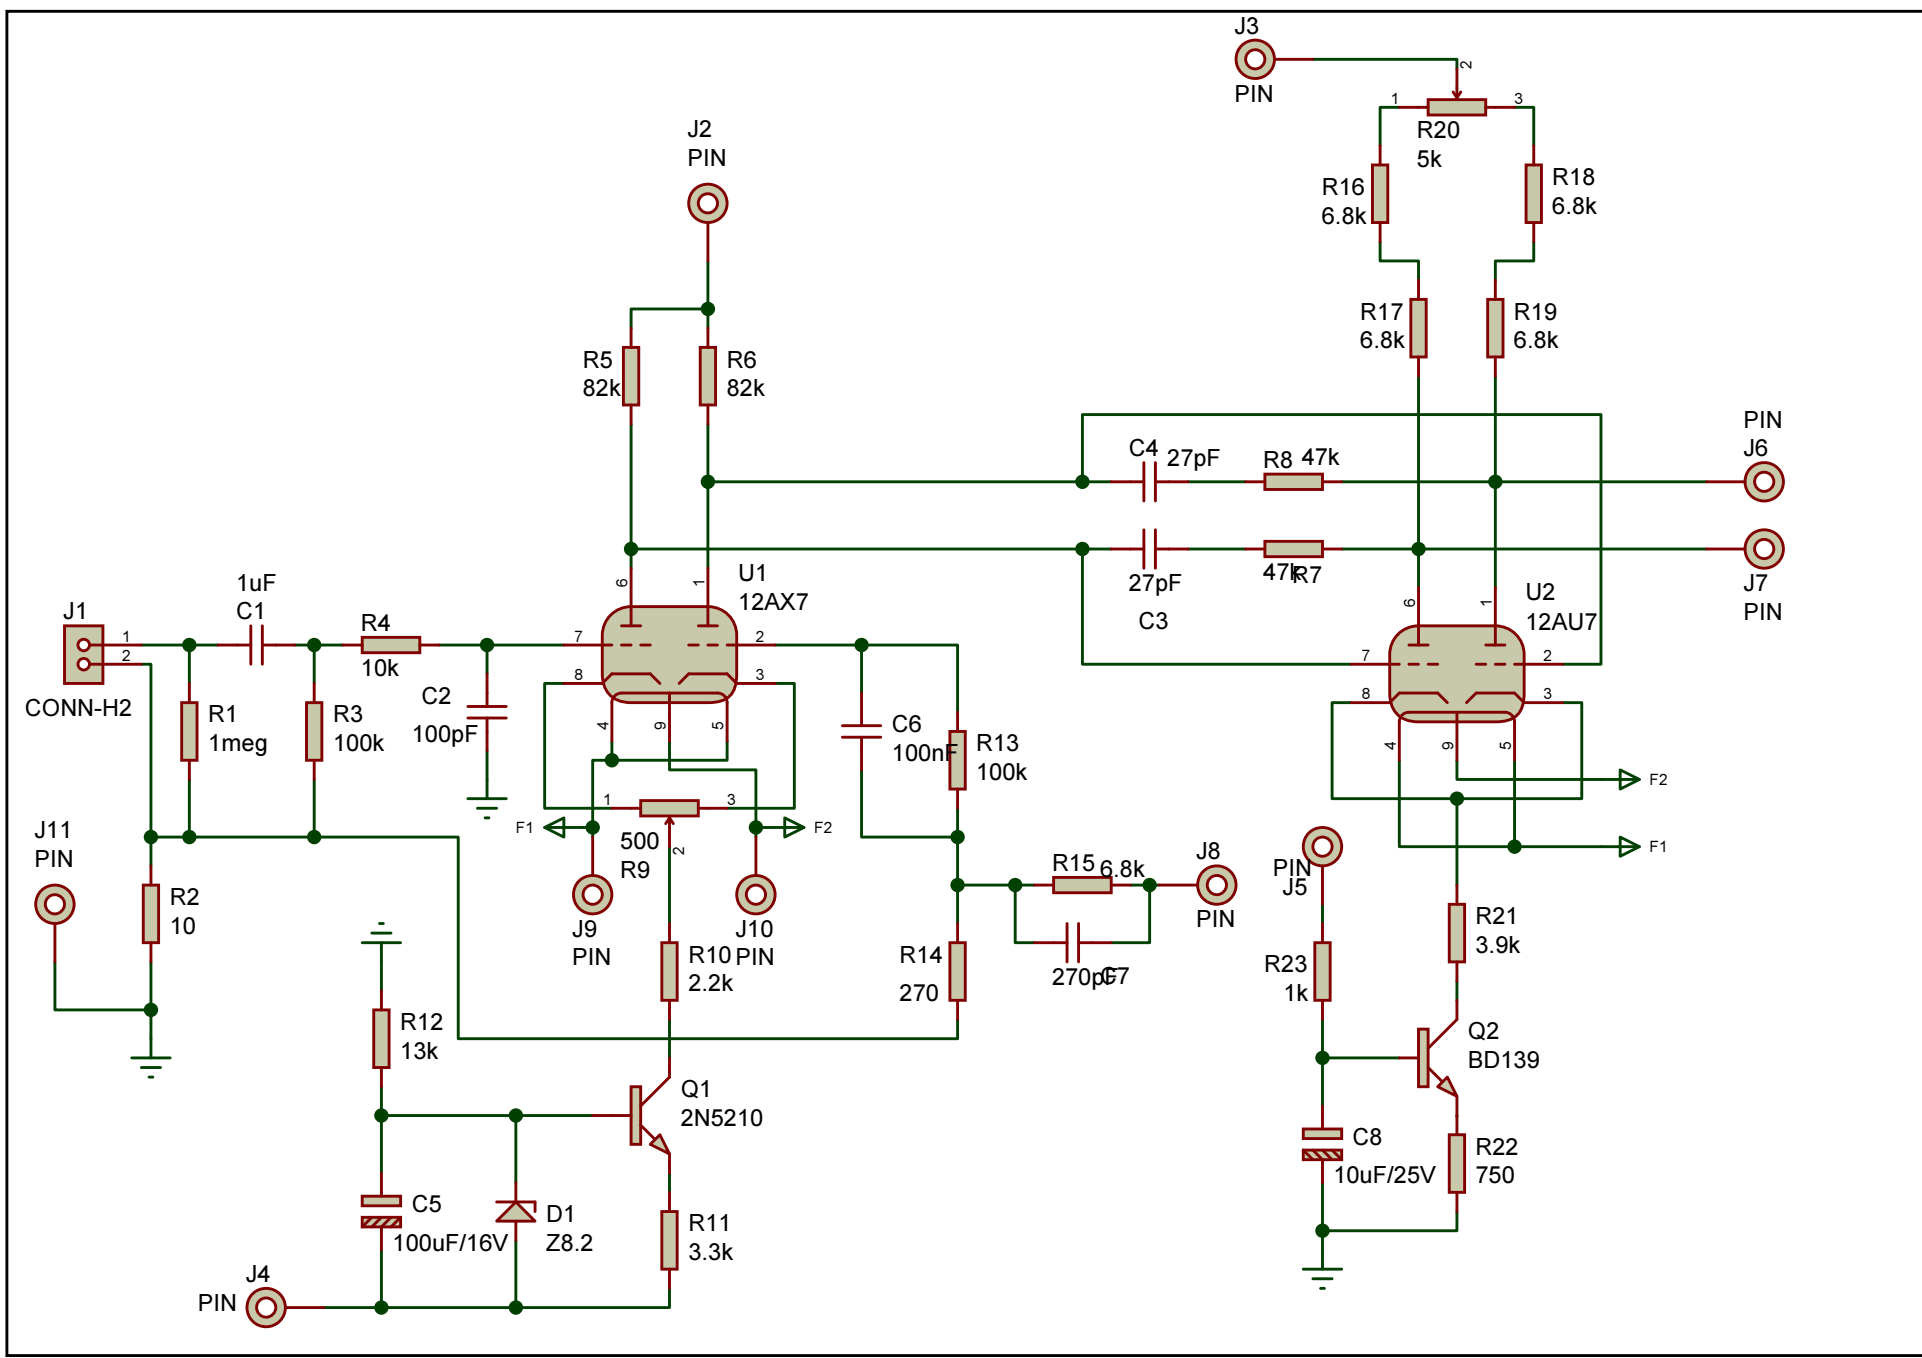 J3
PIN
2
1
3
R20
5k
R16
6.8k
R18
6.8k
R17
6.8k
R19
6.8k
J2
PIN
R5
82k
R6
82k
C4
27pF
R8
47k
27pF
C3
47k
R7
PIN
J6
J7
PIN
J1
1
2
CONN-H2
1uF
C1
R4
10k
R1
1meg
R3
100k
C2
100pF
6
1
U1
12AX7
7
2
8
3
4
9
5
C6
100nF
R13
100k
1
3
2
500
R9
F1
F2
J9
PIN
J10
PIN
J11
PIN
R2
10
R12
13k
R10
2.2k
R14
270
R15
6.8k
270pF
C7
J8
PIN
6
1
U2
12AU7
7
2
8
3
4
9
5
F2
F1
PIN
J5
R23
1k
R21
3.9k
Q2
BD139
C8
10uF/25V
R22
750
Q1
2N5210
C5
100uF/16V
D1
Z8.2
R11
3.3k
J4
PIN